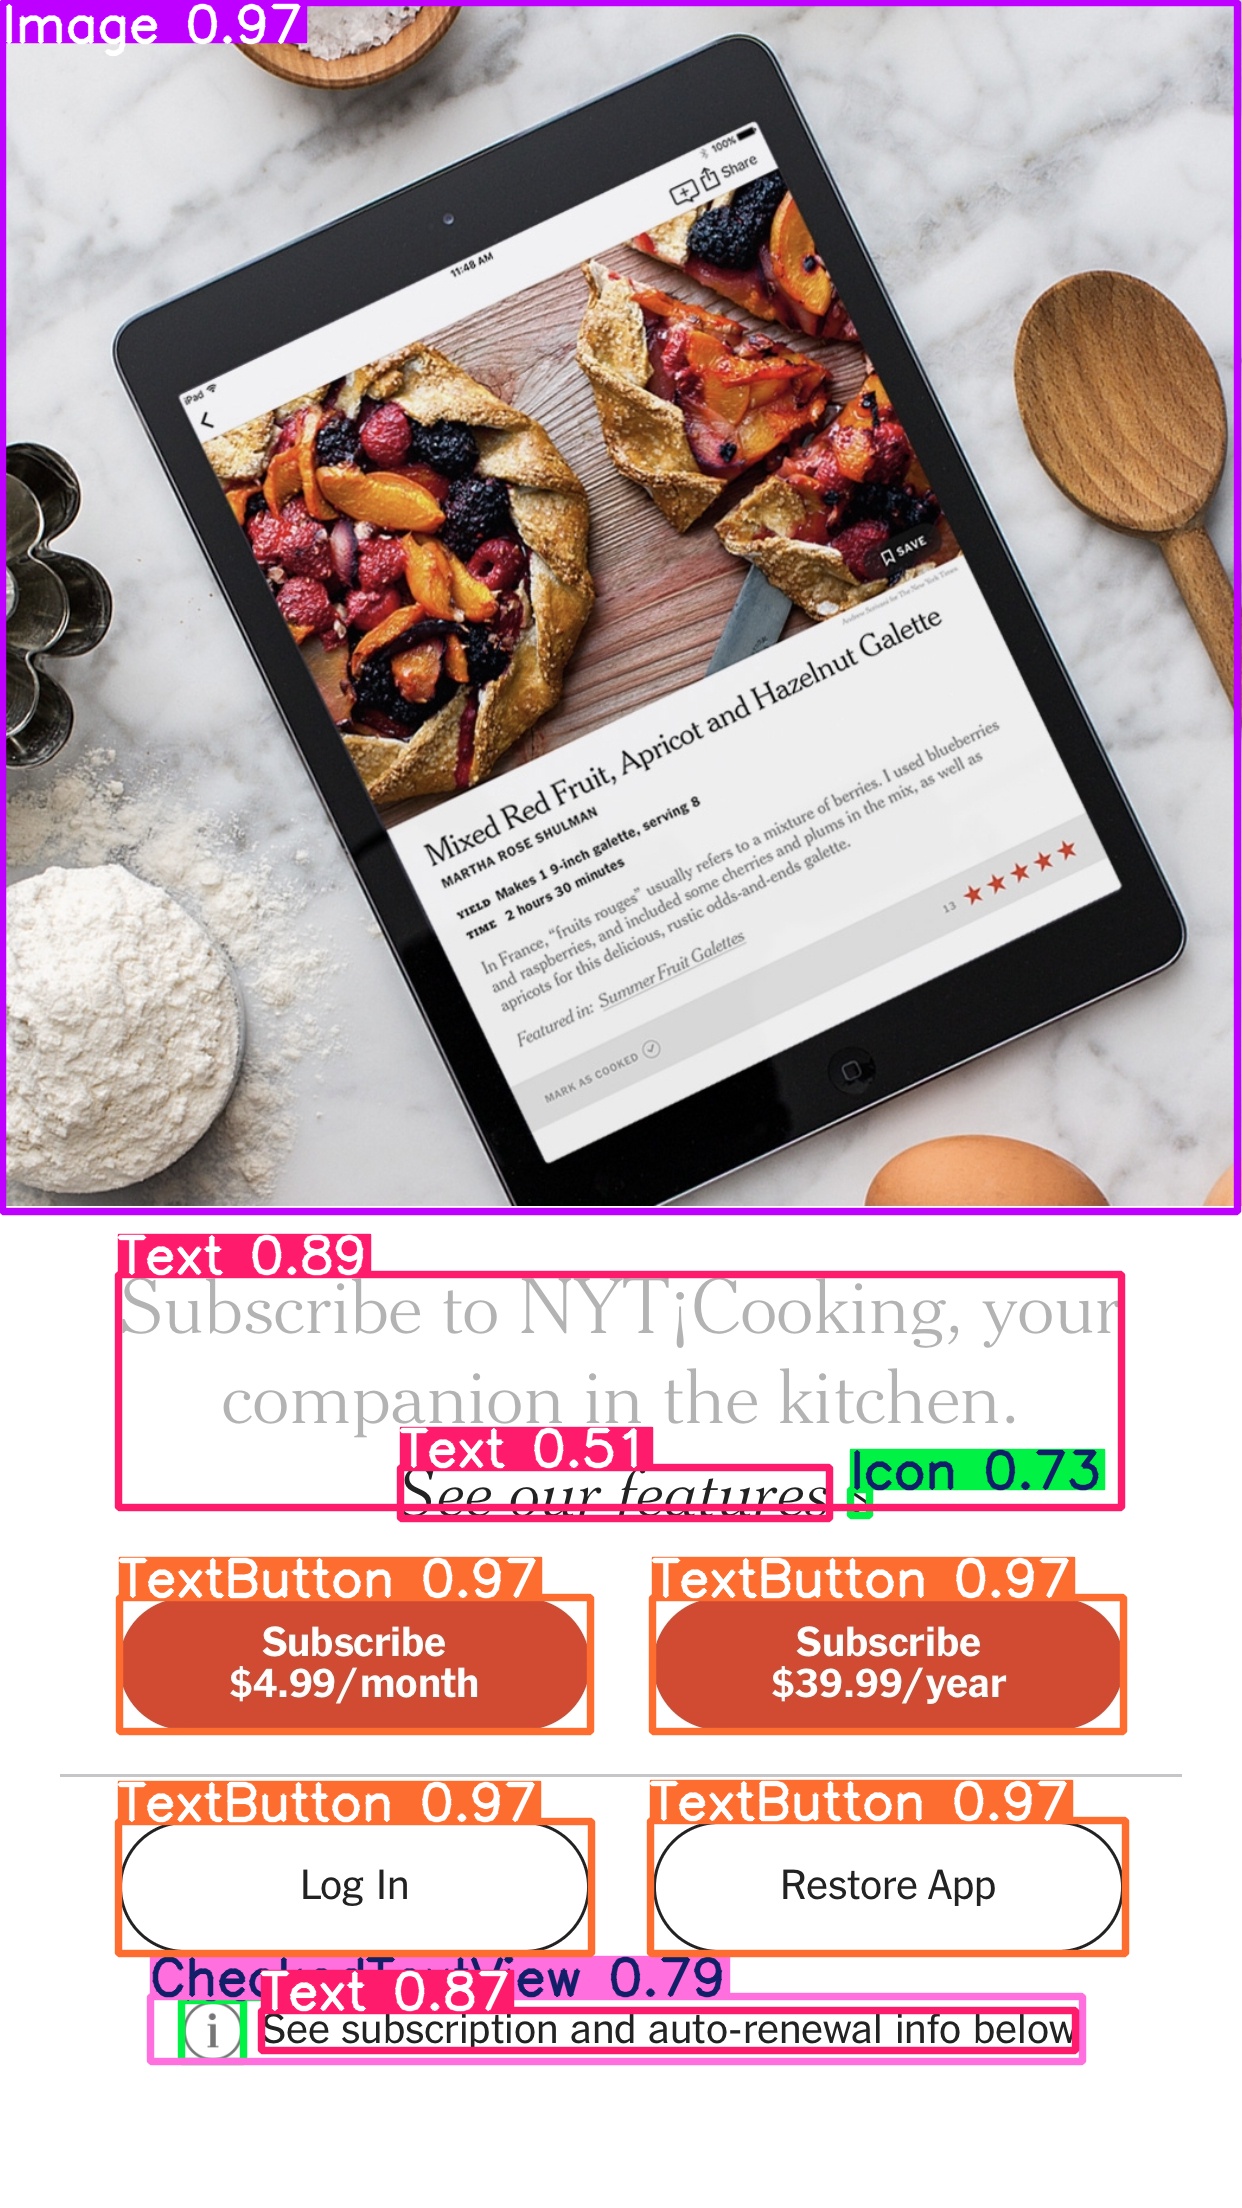 Image 0.97
100%
Share
11:48 AM
iPad
SAVE
Andrew Scrivani for The New York Times
Mixed Red Fruit, Apricot and Hazelnut Galette
MARTHA ROSE SHULMAN
YIELD Makes 1 9-inch galette, serving 8
TIME 2 hours 30 minutes
In France, “fruits rouges” usually refers to a mixture of berries. I used blueberries
and raspberries, and included some cherries and plums in the mix, as well as
apricots for this delicious, rustic odds-and-ends galette.
Featured in: Summer Fruit Galettes
13
MARK AS COOKED
Text 0.89
Subscribe to NYT¡Cooking, your
companion in the kitchen.
Text 0.51
Icon 0.73
See our features
TextButton 0.97
TextButton 0.97
Subscribe
$4.99/month
Subscribe
$39.99/year
TextButton 0.97
TextButton 0.97
Log In
Restore App
CheckedTextView 0.79
Text 0.87
i
See subscription and auto-renewal info below